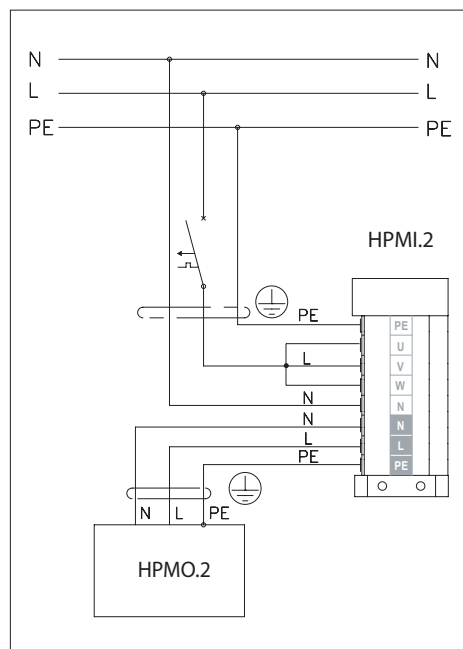 N N
L L
PE PE
HPMI.2
PE PE
U
L V
W
N N
N N
L L
PE PE
N L PE
HPMO.2